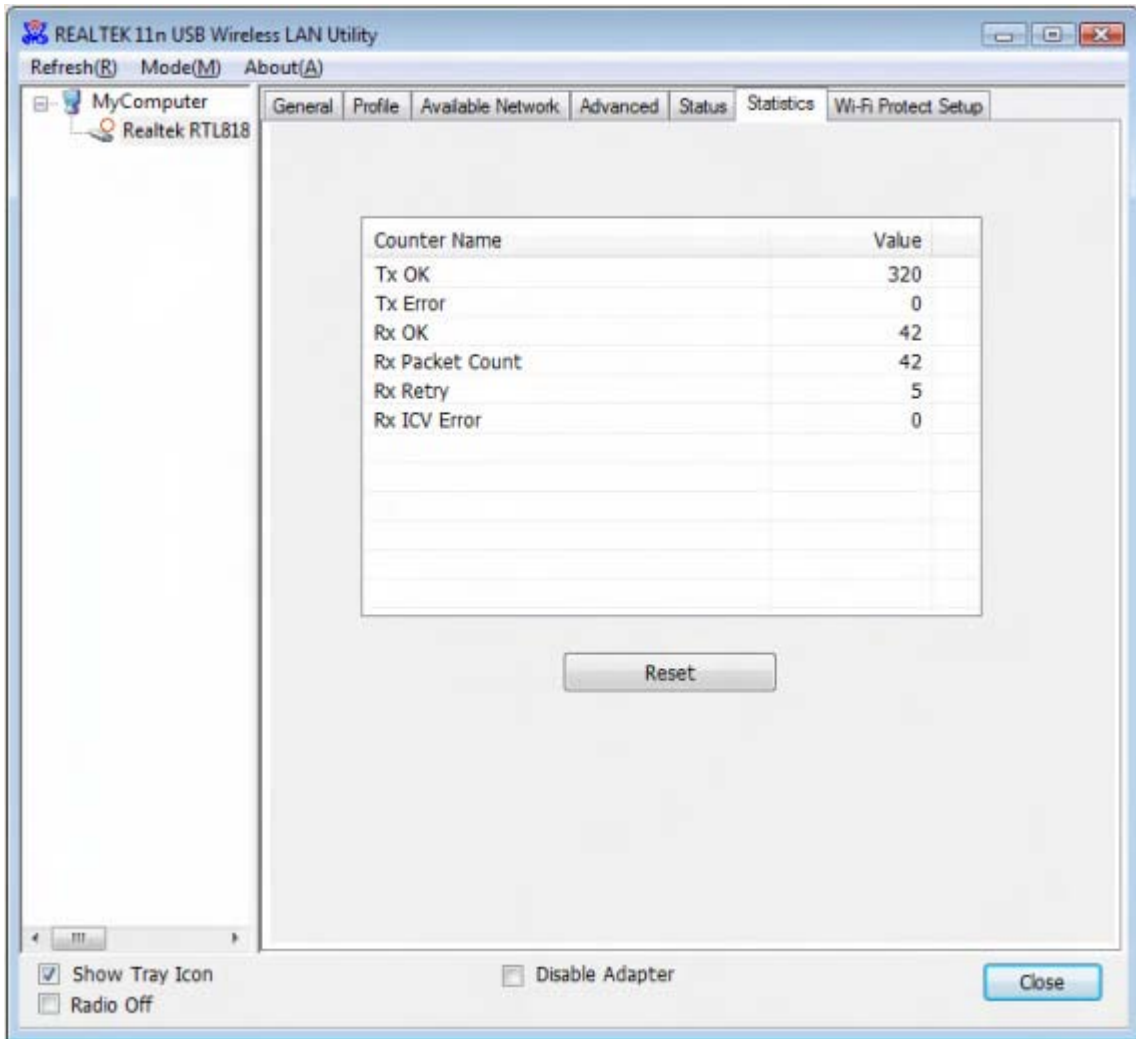 REALTEK 11n USB Wireless LAN Utility
Refresh(R) Mode(M) About(A)
MyComputer
Realtek RTL818
General Profile Available Network Advanced Status Statistics Wi-Fi Protect Setup
Counter Name Value
Tx OK 320
Tx Error 0
Rx OK 42
Rx Packet Count 42
Rx Retry 5
Rx ICV Error 0
Reset
Show Tray Icon
Radio Off
Disable Adapter
Close